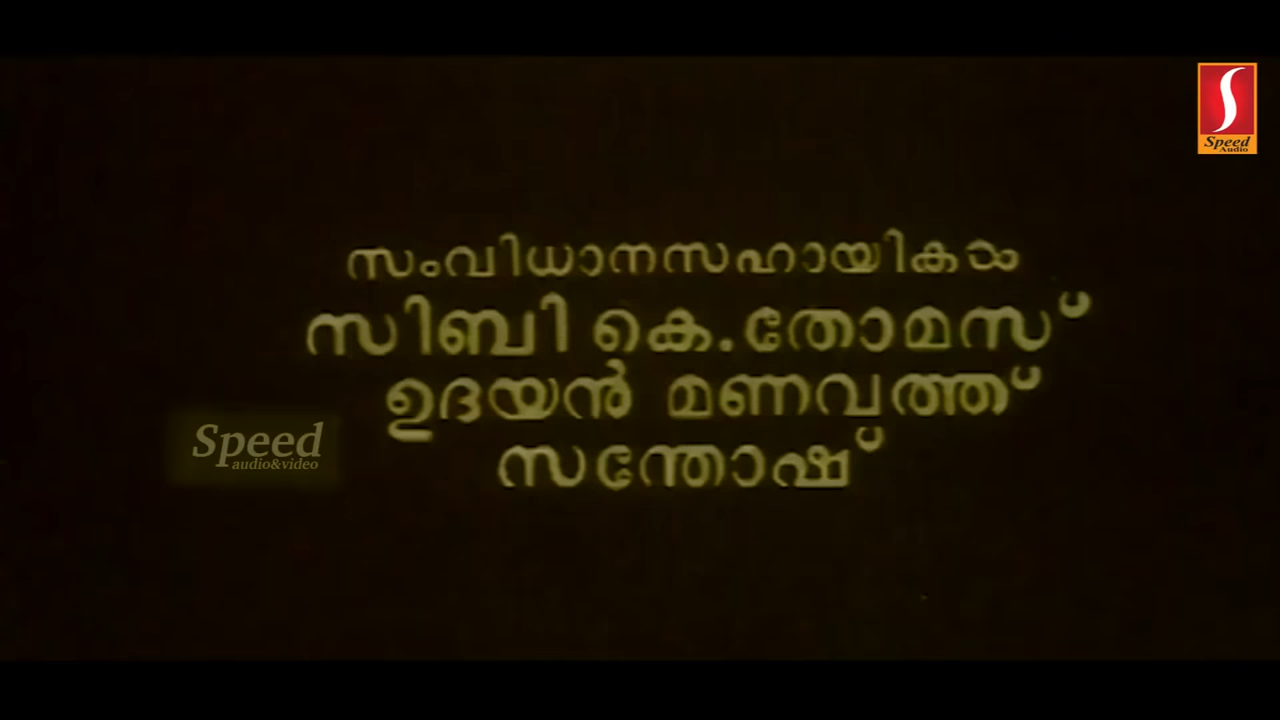 സംവിധാനസഹായികൾ
സിബി കെ.തോമസ്
ഉദയൻ മണവത്ത്
സന്തോഷ്
Speed
audio&video
S
Speed
Audio